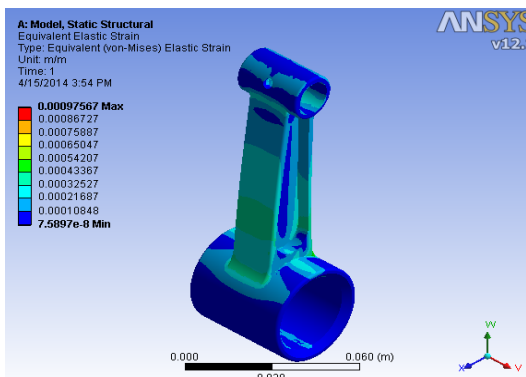 A: Model, Static Structural
Equivalent Elastic Strain
Type: Equivalent (von-Mises) Elastic Strain
Unit: m/m
Time: 1
4/15/2014 3:54 PM
0.00097567 Max
0.00086727
0.00075887
0.00065047
0.00054207
0.00043367
0.00032527
0.00021687
0.00010848
7.5897e-8 Min
ANSYS
v12.
0.000
0.060 (m)
X
Y